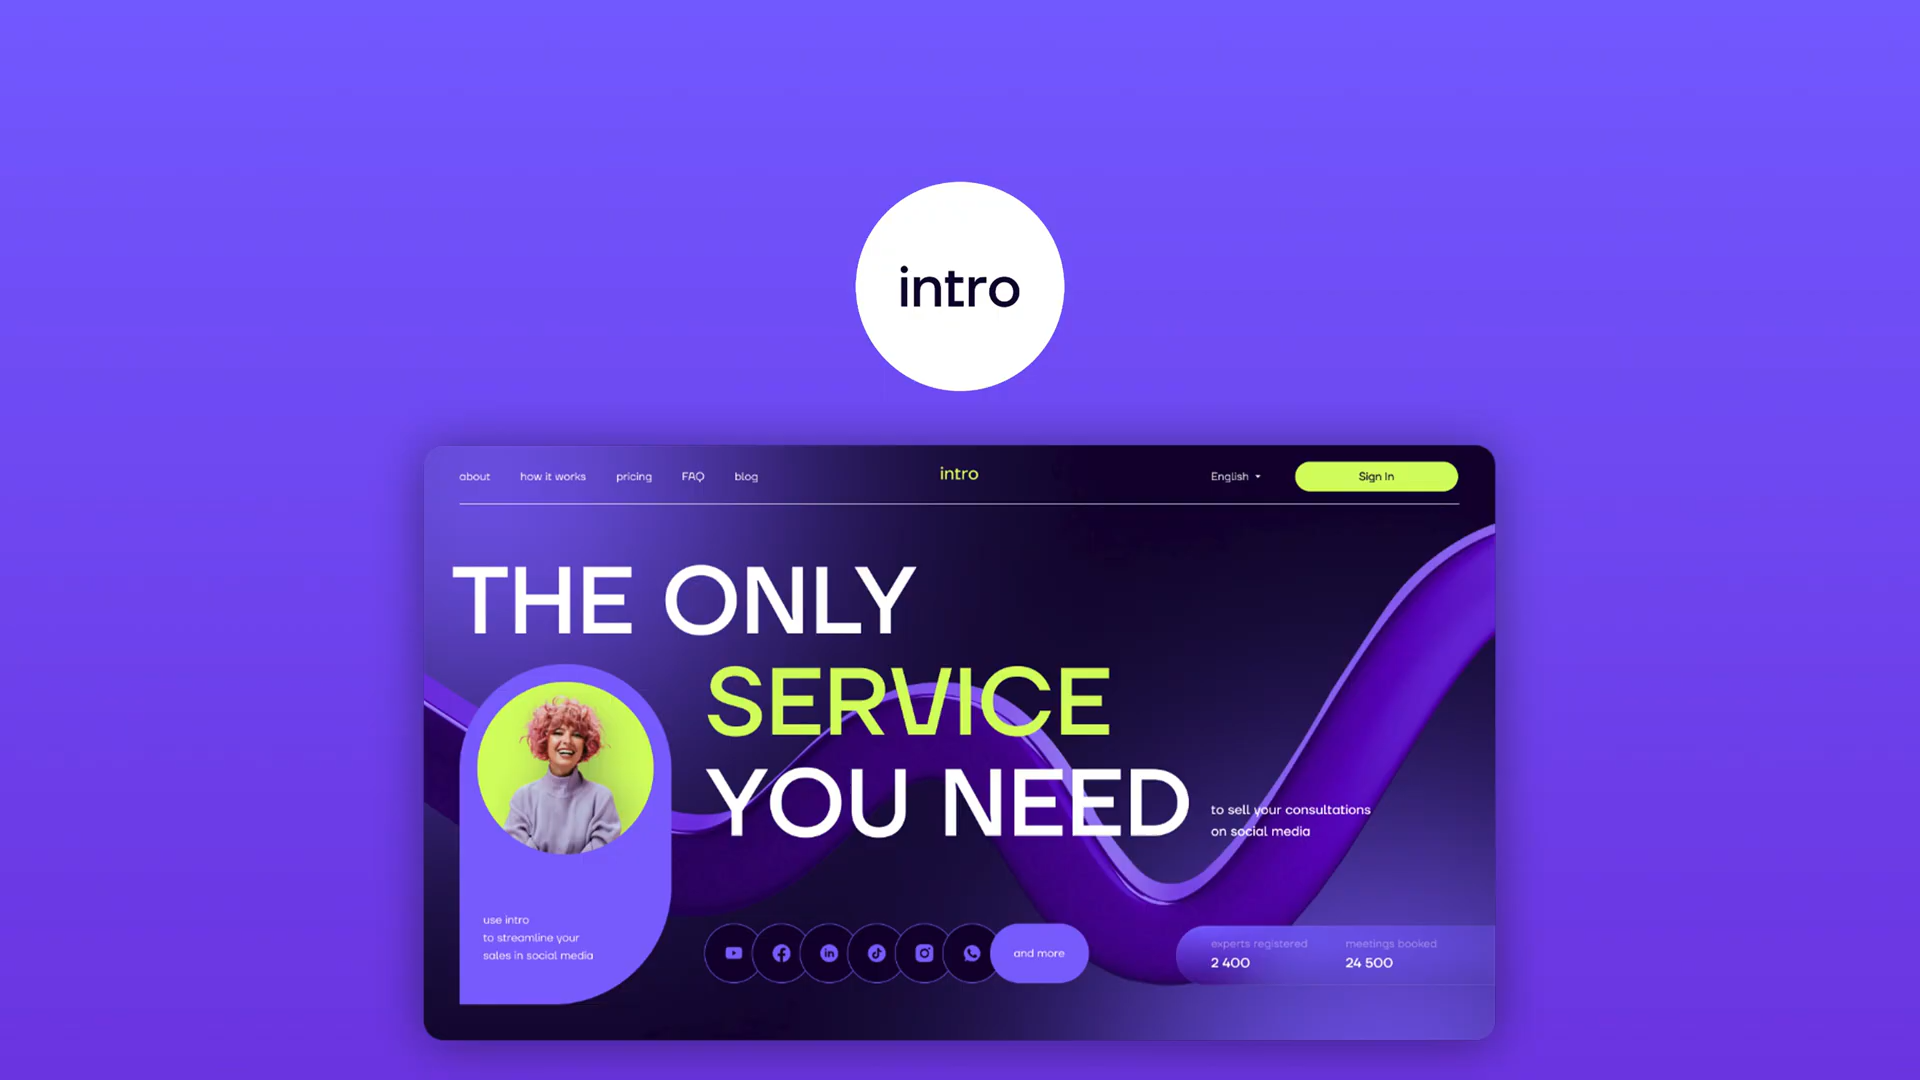 intro
about how it works pricing FAQ blog intro English Sign In
THE ONLY
SERVICE
YOU NEED
to sell your consultations
on social media
use intro
to streamline your
sales in social media
and more
experts registered meetings booked
2 400 24 500